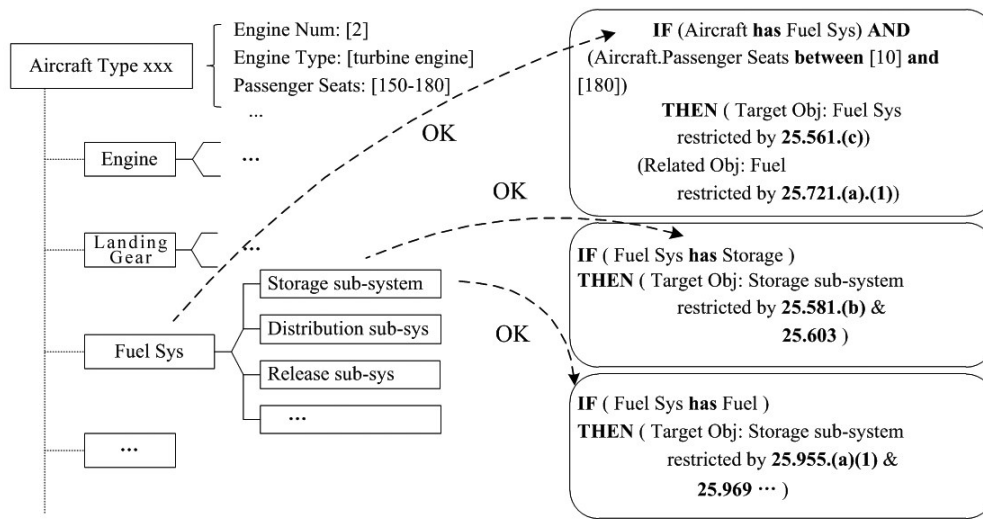 Aircraft Type xxx
Engine Num: [2]
Engine Type: [turbine engine]
Passenger Seats: [150-180]
...
Engine
...
Landing
Gear
...
Fuel Sys
Storage sub-system
Distribution sub-sys
Release sub-sys
...
...
OK
OK
OK
IF (Aircraft has Fuel Sys) AND
(Aircraft.Passenger Seats between [10] and
[180])
THEN ( Target Obj: Fuel Sys
restricted by 25.561.(c))
(Related Obj: Fuel
restricted by 25.721.(a).(1))
IF ( Fuel Sys has Storage )
THEN ( Target Obj: Storage sub-system
restricted by 25.581.(b) &
25.603 )
IF ( Fuel Sys has Fuel )
THEN ( Target Obj: Storage sub-system
restricted by 25.955.(a)(1) &
25.969 ... )